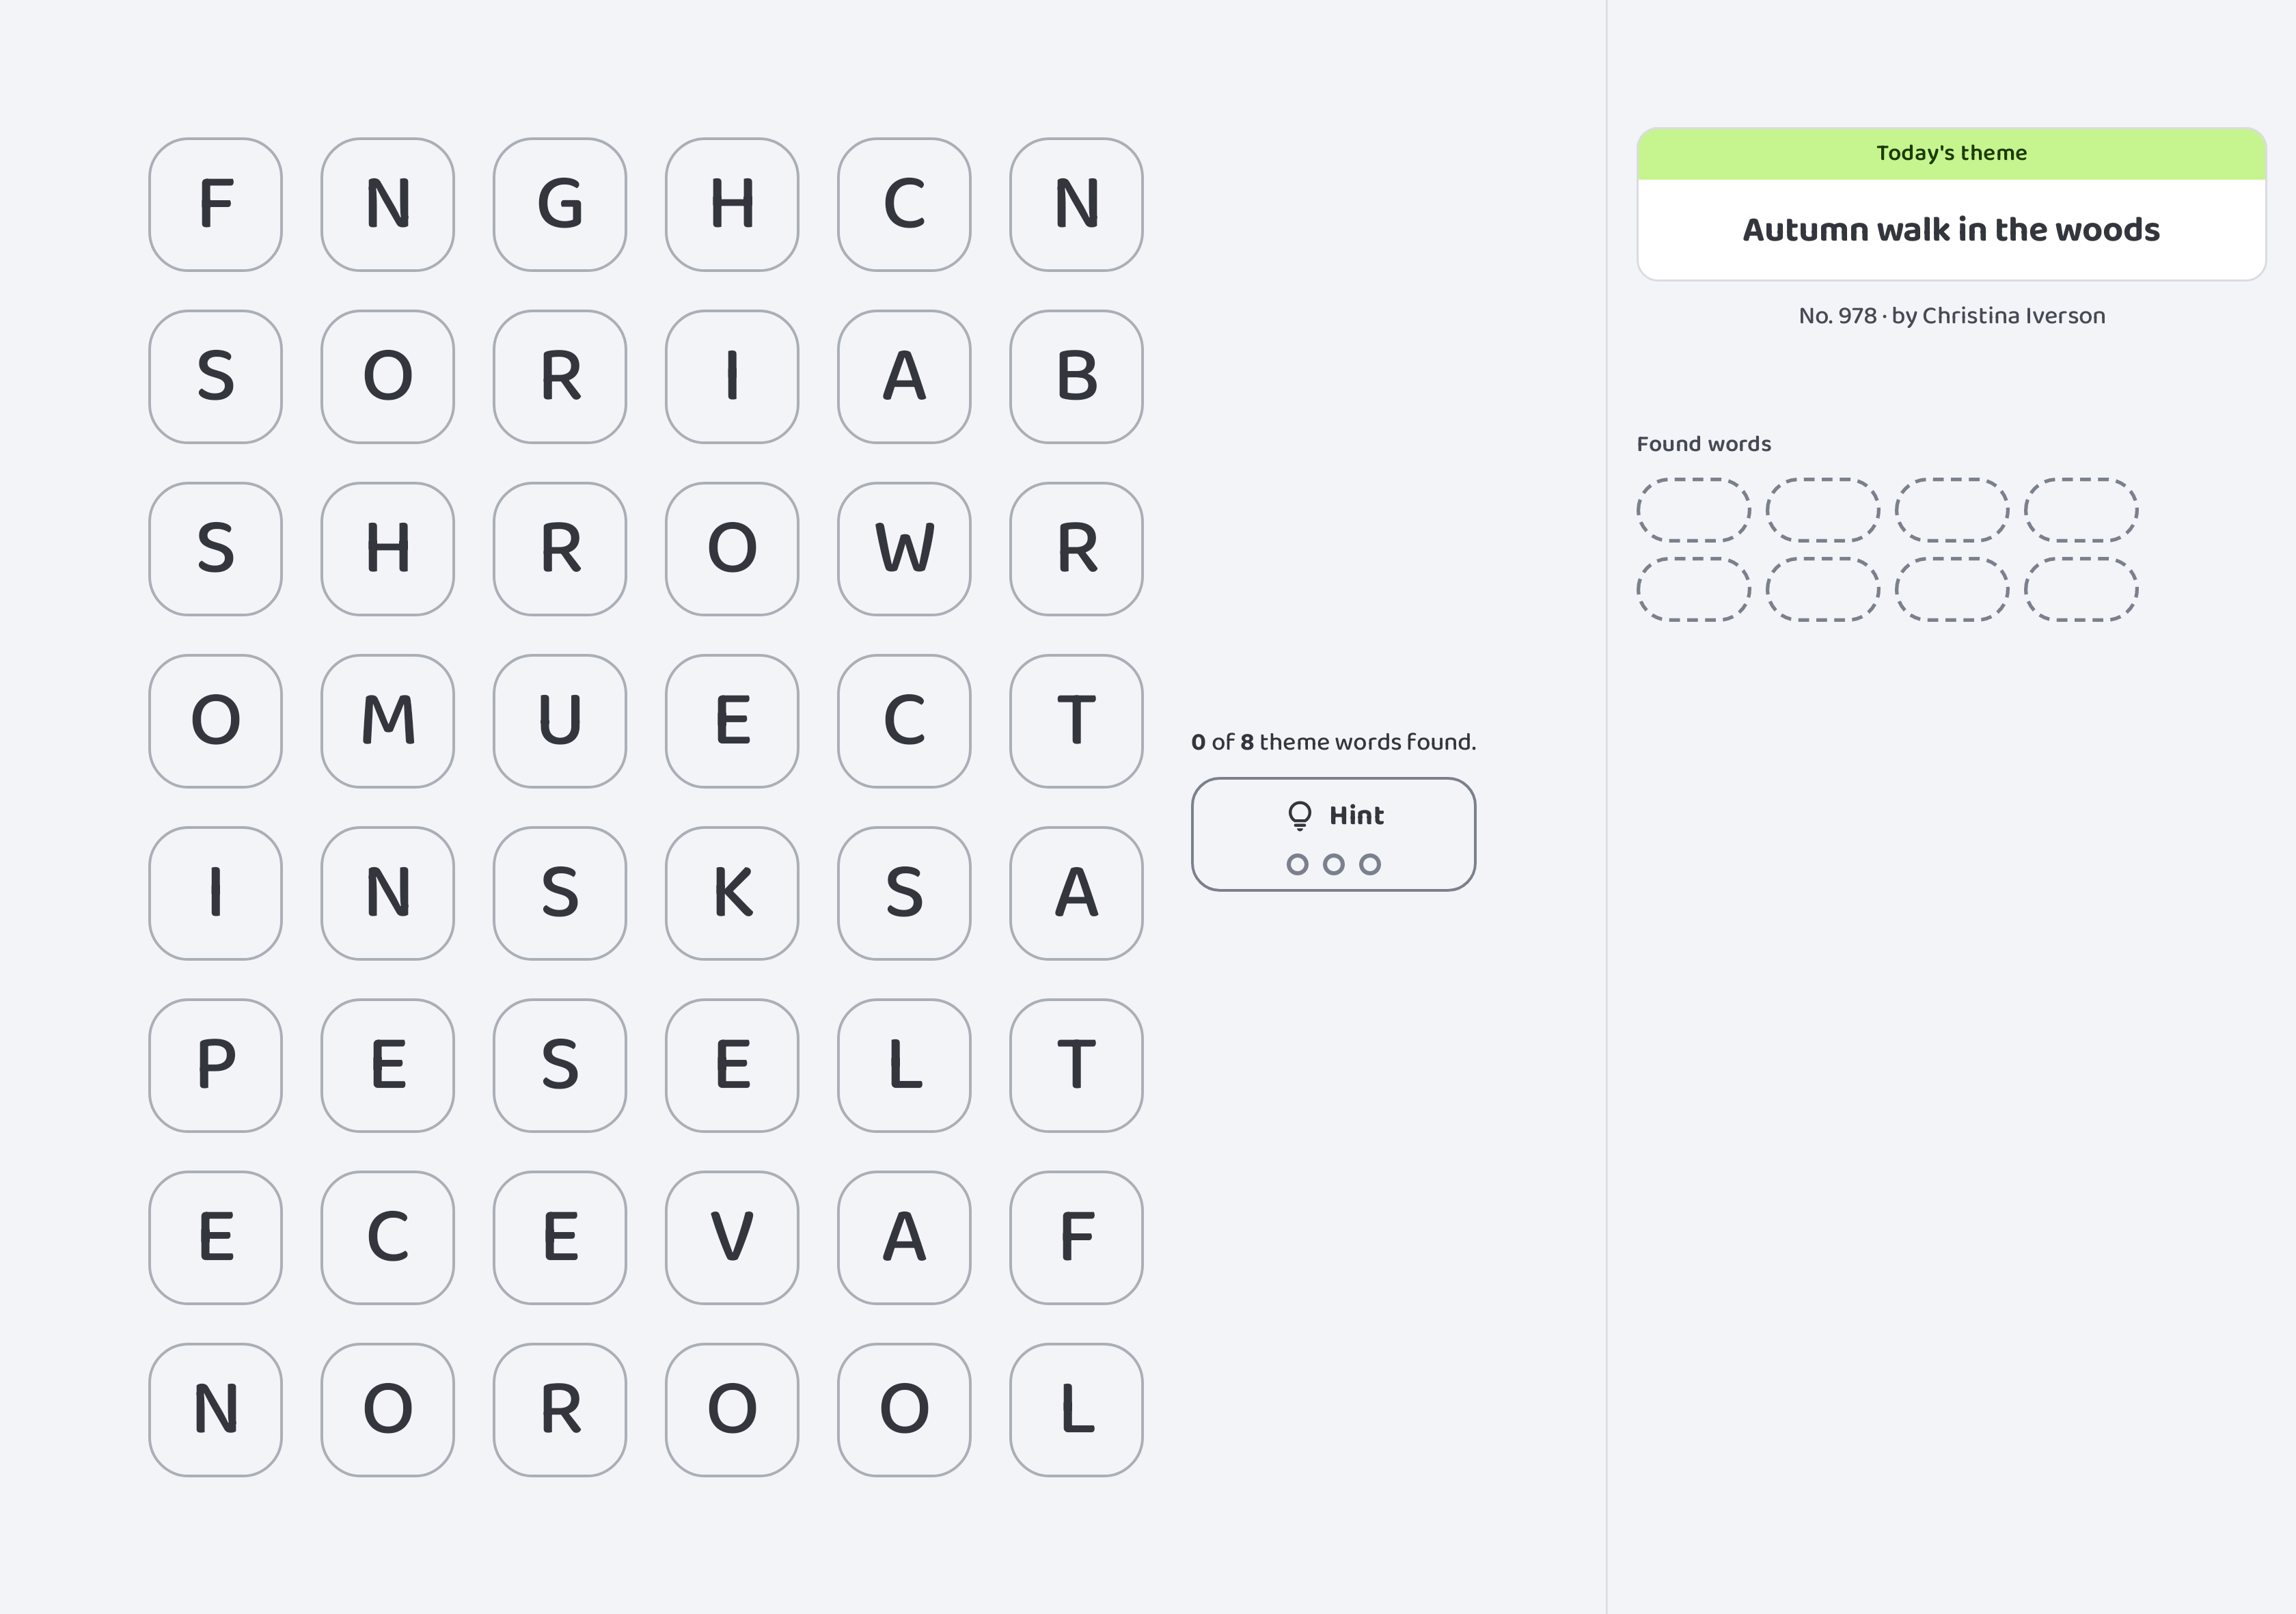 F N G H C N
S O R I A B
S H R O W R
O M U E C T
I N S K S A
P E S E L T
E C E V A F
N O R O O L
0 of 8 theme words found.
Hint
Today's theme
Autumn walk in the woods
No. 978 · by Christina Iverson
Found words